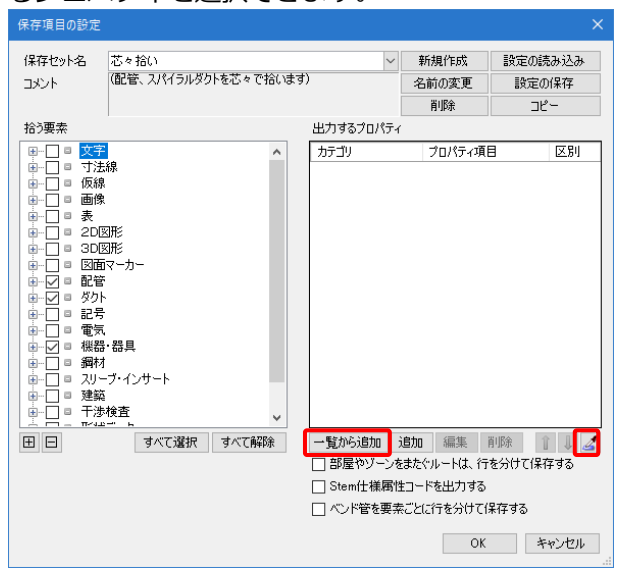 保存項目の設定
保存セット名 芯々拾い 新規作成 設定の読み込み
コメント (配管、スパイラルダクトを芯々で拾います) 名前の変更 設定の保存
削除 コピー
拾う要素 出力するプロパティ
カテゴリ プロパティ項目 区別
文字
寸法線
仮線
画像
表
2D図形
3D図形
図面マーカー
配管
ダクト
記号
電気
機器・器具
鋼材
スリーブ・インサート
建築
干渉検査
すべて選択 すべて解除 一覧から追加 追加 編集 削除
部屋やゾーンをまたぐルートは、行を分けて保存する
Stem仕様属性コードを出力する
ベンド管を要素ごとに行を分けて保存する
OK キャンセル